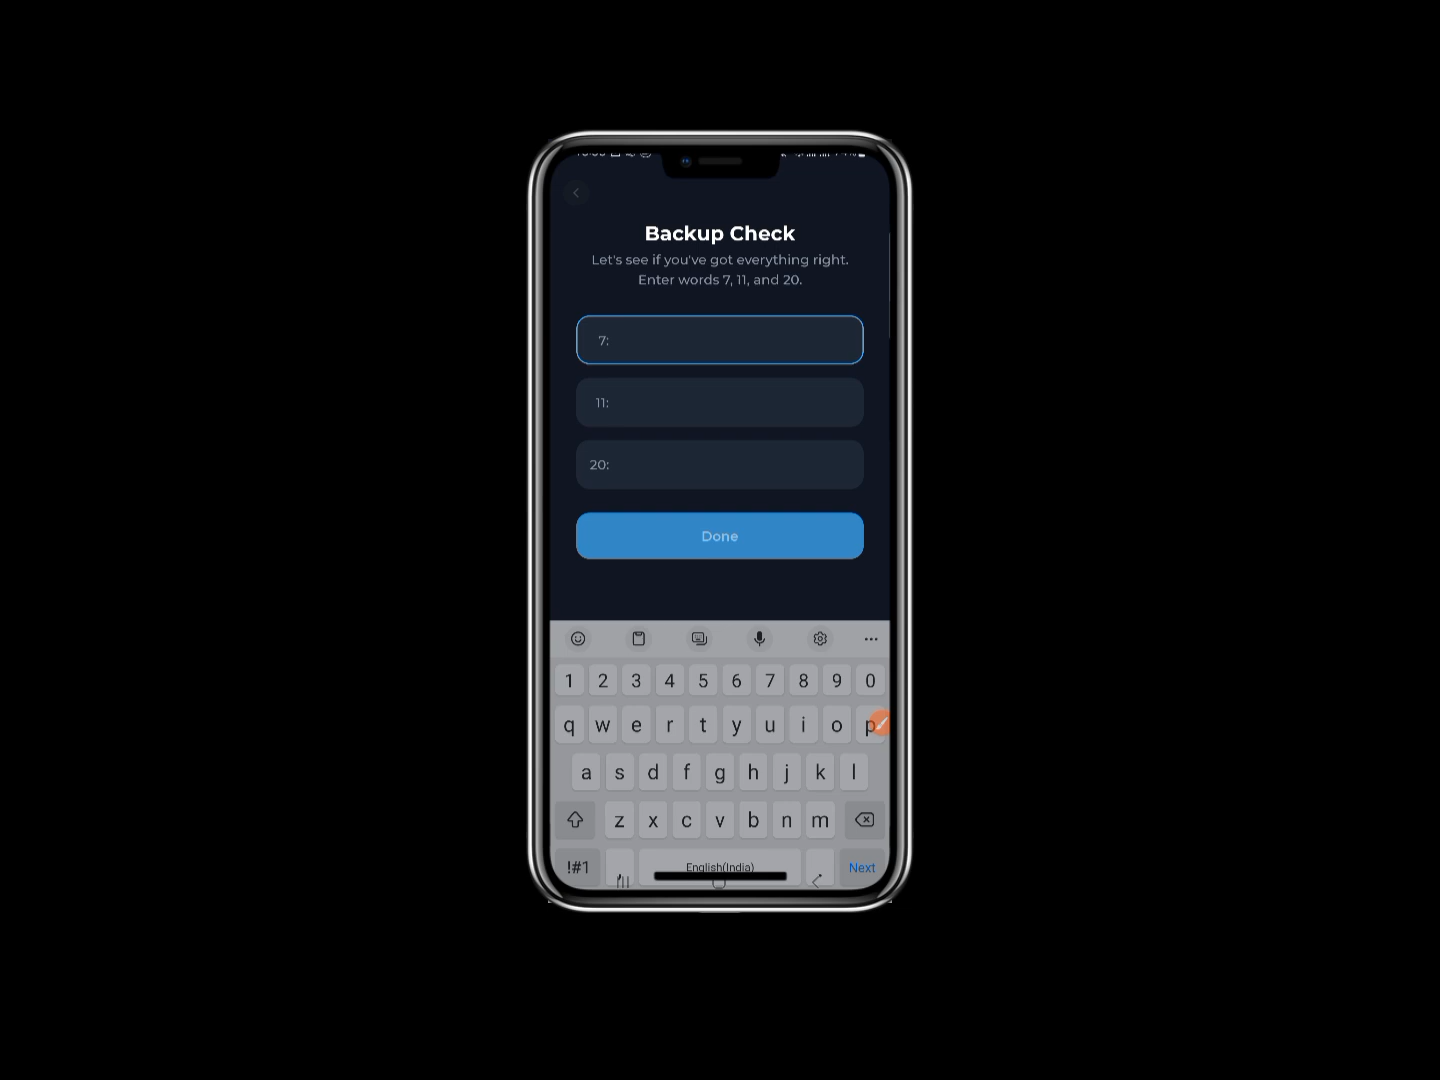 Backup Check
Let's see if you've got everything right.
Enter words 7, 11, and 20.
7:
11:
20:
Done
1 2 3 4 5 6 7 8 9 0
q w e r t y u i o p
a s d f g h j k l
z x c v b n m
!#1 , English(India) . Next